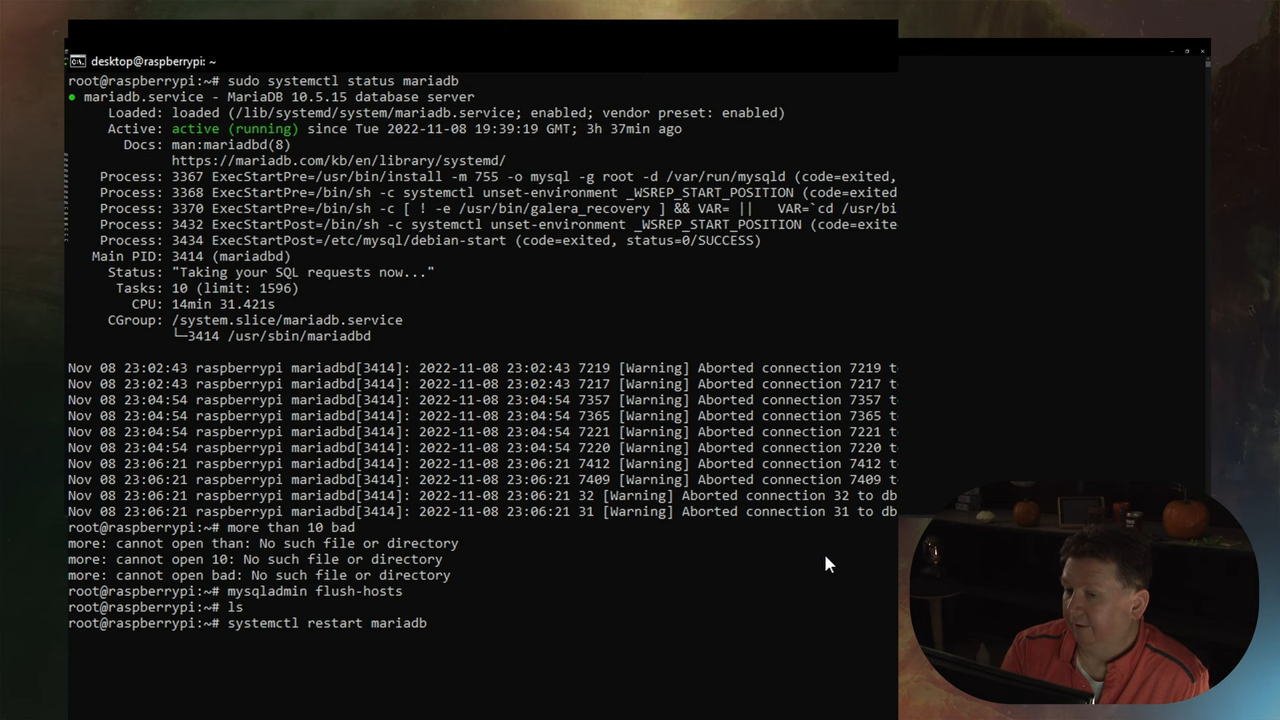 desktop@raspberrypi: ~
root@raspberrypi:~# sudo systemctl status mariadb
● mariadb.service - MariaDB 10.5.15 database server
Loaded: loaded (/lib/systemd/system/mariadb.service; enabled; vendor preset: enabled)
Active: active (running) since Tue 2022-11-08 19:39:19 GMT; 3h 37min ago
Docs: man:mariadbd(8)
https://mariadb.com/kb/en/library/systemd/
Process: 3367 ExecStartPre=/usr/bin/install -m 755 -o mysql -g root -d /var/run/mysqld (code=exited,
Process: 3368 ExecStartPre=/bin/sh -c systemctl unset-environment _WSREP_START_POSITION (code=exited
Process: 3370 ExecStartPre=/bin/sh -c [ ! -e /usr/bin/galera_recovery ] && VAR= ||   VAR=`cd /usr/bi
Process: 3432 ExecStartPost=/bin/sh -c systemctl unset-environment _WSREP_START_POSITION (code=exite
Process: 3434 ExecStartPost=/etc/mysql/debian-start (code=exited, status=0/SUCCESS)
Main PID: 3414 (mariadbd)
Status: "Taking your SQL requests now..."
Tasks: 10 (limit: 1596)
CPU: 14min 31.421s
CGroup: /system.slice/mariadb.service
└─3414 /usr/sbin/mariadbd
Nov 08 23:02:43 raspberrypi mariadbd[3414]: 2022-11-08 23:02:43 7219 [Warning] Aborted connection 7219 t
Nov 08 23:02:43 raspberrypi mariadbd[3414]: 2022-11-08 23:02:43 7217 [Warning] Aborted connection 7217 t
Nov 08 23:04:54 raspberrypi mariadbd[3414]: 2022-11-08 23:04:54 7357 [Warning] Aborted connection 7357 t
Nov 08 23:04:54 raspberrypi mariadbd[3414]: 2022-11-08 23:04:54 7365 [Warning] Aborted connection 7365 t
Nov 08 23:04:54 raspberrypi mariadbd[3414]: 2022-11-08 23:04:54 7221 [Warning] Aborted connection 7221 t
Nov 08 23:04:54 raspberrypi mariadbd[3414]: 2022-11-08 23:04:54 7220 [Warning] Aborted connection 7220 t
Nov 08 23:06:21 raspberrypi mariadbd[3414]: 2022-11-08 23:06:21 7412 [Warning] Aborted connection 7412 t
Nov 08 23:06:21 raspberrypi mariadbd[3414]: 2022-11-08 23:06:21 7409 [Warning] Aborted connection 7409 t
Nov 08 23:06:21 raspberrypi mariadbd[3414]: 2022-11-08 23:06:21 32 [Warning] Aborted connection 32 to db
Nov 08 23:06:21 raspberrypi mariadbd[3414]: 2022-11-08 23:06:21 31 [Warning] Aborted connection 31 to db
root@raspberrypi:~# more than 10 bad
more: cannot open than: No such file or directory
more: cannot open 10: No such file or directory
more: cannot open bad: No such file or directory
root@raspberrypi:~# mysqladmin flush-hosts
root@raspberrypi:~# ls
root@raspberrypi:~# systemctl restart mariadb